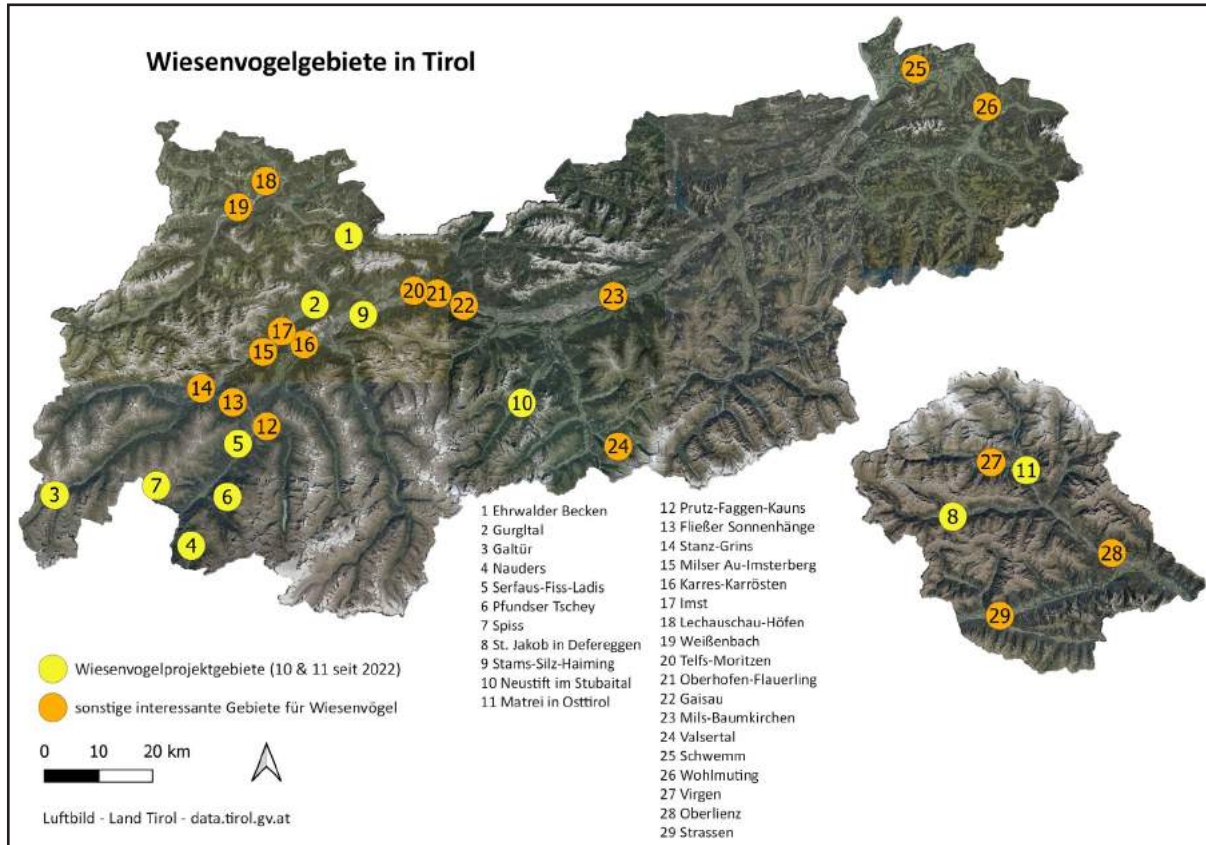 Wiesenvogelgebiete in Tirol
25
26
18
19
1
20
21
22
23
2
9
17
16
15
14
13
12
10
5
24
3
7
6
4
27
11
8
28
29
1 Ehrwalder Becken
2 Gurgltal
3 Galtür
4 Nauders
5 Serfaus-Fiss-Ladis
6 Pfundser Tschey
7 Spiss
8 St. Jakob in Defereggen
9 Stams-Silz-Haiming
10 Neustift im Stubaital
11 Matrei in Osttirol
12 Prutz-Faggen-Kauns
13 Fließer Sonnenhänge
14 Stanz-Grins
15 Milser Au-Imsterberg
16 Karres-Karrösten
17 Imst
18 Lechauschau-Höfen
19 Weißenbach
20 Telfs-Moritzen
21 Oberhofen-Flauerling
22 Gaisau
23 Mils-Baumkirchen
24 Valsertal
25 Schwemm
26 Wohlmuting
27 Virgen
28 Oberlienz
29 Strassen
Wiesenvogelprojektgebiete (10 & 11 seit 2022)
sonstige interessante Gebiete für Wiesenvögel
0 10 20 km
Luftbild - Land Tirol - data.tirol.gv.at